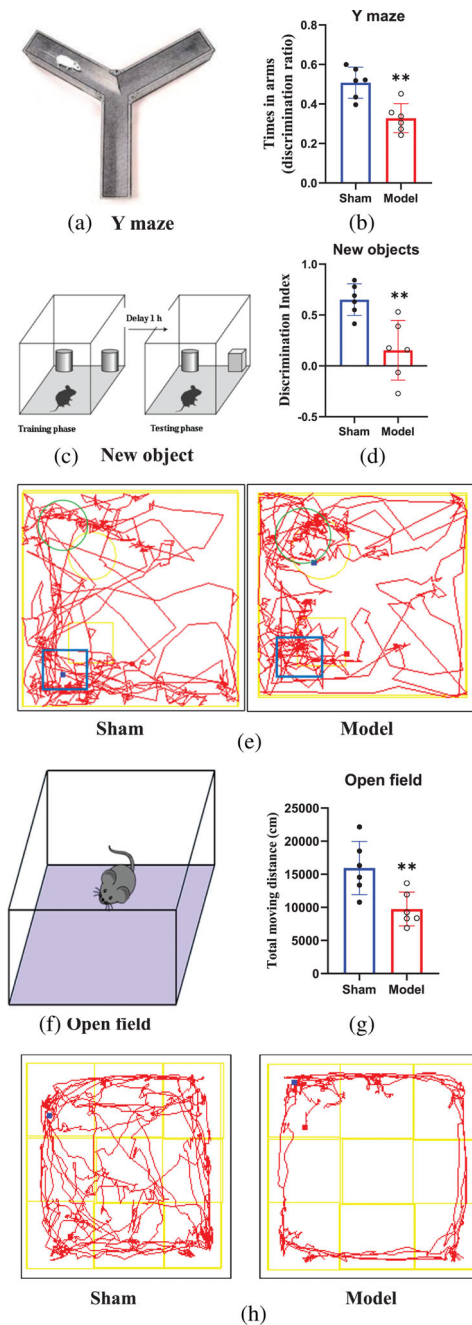 (a) Y maze
Y maze
Times in arms
(discrimination ratio)
0.8
0.6
0.4
0.2
0.0
**
Sham Model
(b)
Delay 1 h
Training phase
Testing phase
(c) New object
New objects
Discrimination Index
1.0
0.5
0.0
-0.5
**
Sham Model
(d)
Sham
Model
(e)
(f) Open field
Open field
Total moving distance (cm)
25000
20000
15000
10000
5000
0
**
Sham Model
(g)
Sham
Model
(h)